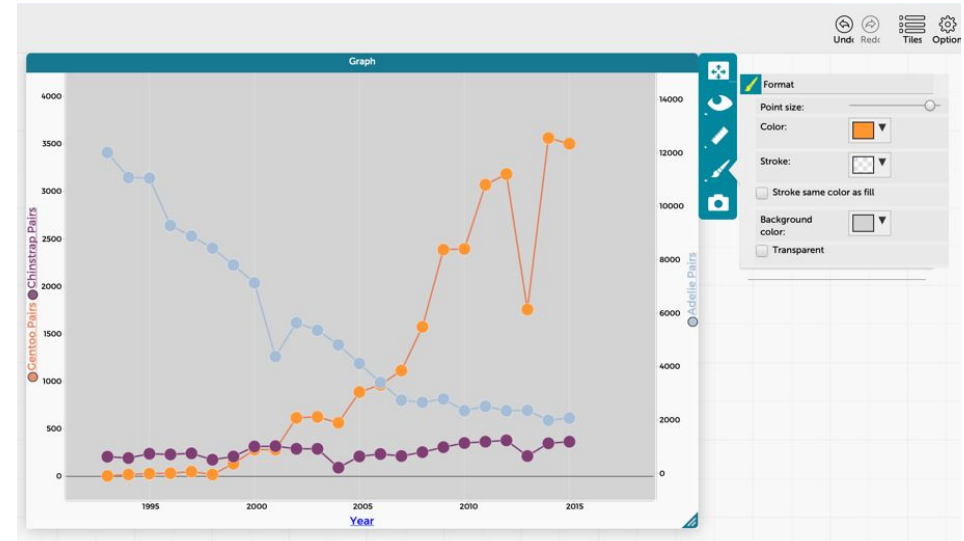 Undo Redo Tiles Option
Graph
4000
3500
3000
2500
2000
1500
1000
500
0
Gentoo Pairs Chinstrap Pairs
14000
12000
10000
8000
6000
4000
2000
0
Adelie Pairs
1995 2000 2005 2010 2015
Year
Format
Point size:
Color:
Stroke:
Stroke same color as fill
Background
color:
Transparent